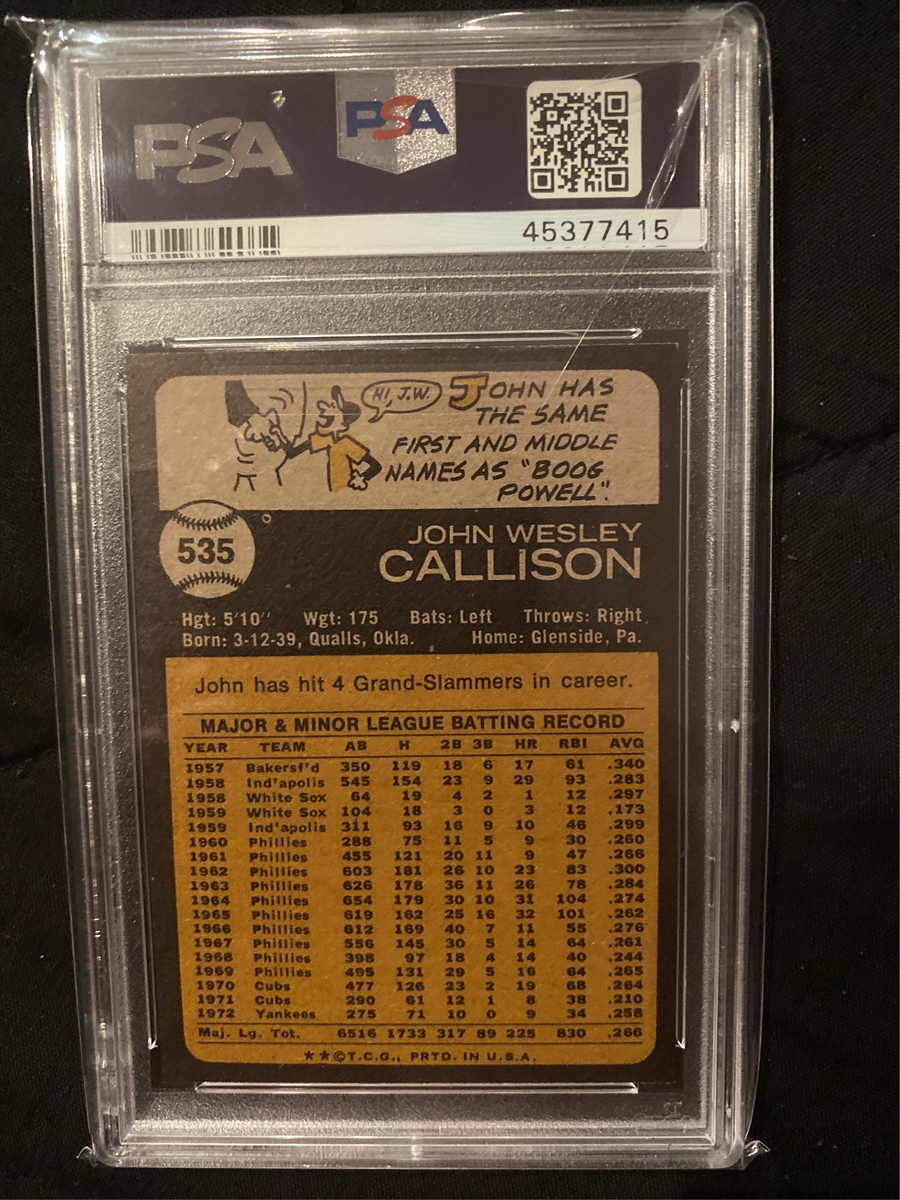 PSA
PSA
45377415
HI, J.W.
JOHN HAS
THE SAME
FIRST AND MIDDLE
NAMES AS "BOOG
POWELL".
535
JOHN WESLEY
CALLISON
Hgt: 5'10" Wgt: 175 Bats: Left Throws: Right
Born: 3-12-39, Qualls, Okla. Home: Glenside, Pa.
John has hit 4 Grand-Slammers in career.
MAJOR & MINOR LEAGUE BATTING RECORD
YEAR TEAM AB H 2B 3B HR RBI AVG
1957 Bakersf'd 350 119 18 6 17 61 .340
1958 Ind'apolis 545 154 23 9 29 93 .283
1958 White Sox 64 19 4 2 1 12 .297
1959 White Sox 104 18 3 0 3 12 .173
1959 Ind'apolis 311 93 16 9 10 46 .299
1960 Phillies 288 75 11 5 9 30 .260
1961 Phillies 455 121 20 11 9 47 .266
1962 Phillies 603 181 26 10 23 83 .300
1963 Phillies 626 178 36 11 26 78 .284
1964 Phillies 654 179 30 10 31 104 .274
1965 Phillies 619 162 25 16 32 101 .262
1966 Phillies 612 169 40 7 11 55 .276
1967 Phillies 556 145 30 5 14 64 .261
1968 Phillies 398 97 18 4 14 40 .244
1969 Phillies 495 131 29 5 16 64 .265
1970 Cubs 477 126 23 2 19 68 .264
1971 Cubs 290 61 12 1 8 38 .210
1972 Yankees 275 71 10 0 9 34 .258
Maj. Lg. Tot. 6516 1733 317 89 225 830 .266
★★©T.C.G., PRTD. IN U.S.A.